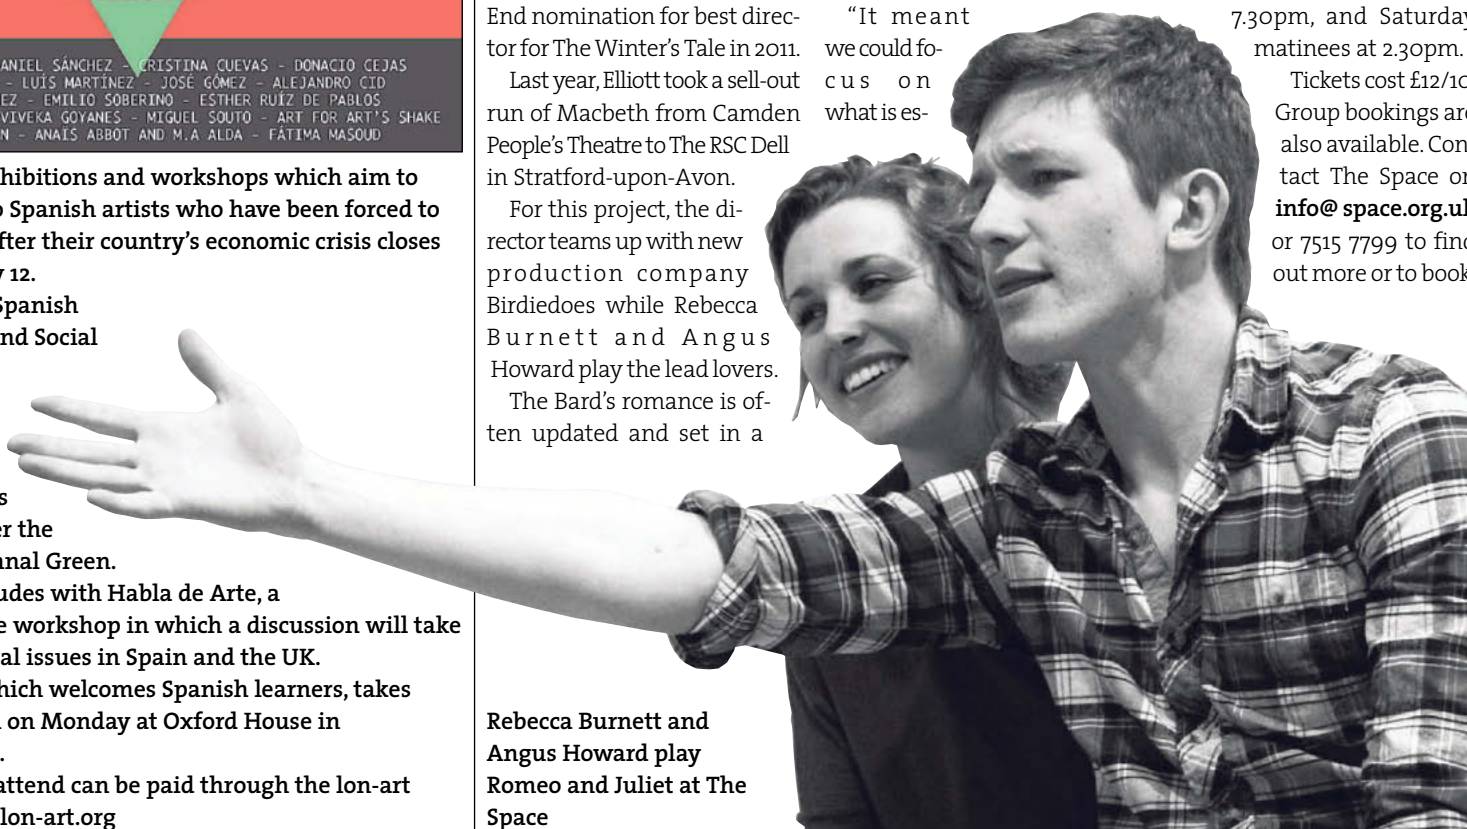 ANIEL SÁNCHEZ - CRISTINA CUEVAS - DONACIO CEJAS
- LUÍS MARTÍNEZ - JOSÉ GÓMEZ - ALEJANDRO CID
EZ - EMILIO SOBERINO - ESTHER RUÍZ DE PABLOS
VIVEKA GOYANES - MIGUEL SOUTO - ART FOR ART'S SHAKE
N - ANAÏS ABBOT AND M.A ALDA - FÁTIMA MASOUD
hibitions and workshops which aim to
o Spanish artists who have been forced to
fter their country’s economic crisis closes
y 12.
Spanish
nd Social
s
er the
nnal Green.
udes with Habla de Arte, a
e workshop in which a discussion will take
al issues in Spain and the UK.
hich welcomes Spanish learners, takes
on Monday at Oxford House in
.
attend can be paid through the lon-art
lon-art.org
End nomination for best direc-
tor for The Winter’s Tale in 2011.
Last year, Elliott took a sell-out
run of Macbeth from Camden
People’s Theatre to The RSC Dell
in Stratford-upon-Avon.
For this project, the di-
rector teams up with new
production company
Birdiedoes while Rebecca
Burnett and Angus
Howard play the lead lovers.
The Bard’s romance is of-
ten updated and set in a
“It meant
we could fo-
cus on
what is es-
7.30pm, and Saturday
matinees at 2.30pm.
Tickets cost £12/10
Group bookings are
also available. Con
tact The Space on
info@ space.org.uk
or 7515 7799 to find
out more or to book
Rebecca Burnett and
Angus Howard play
Romeo and Juliet at The
Space